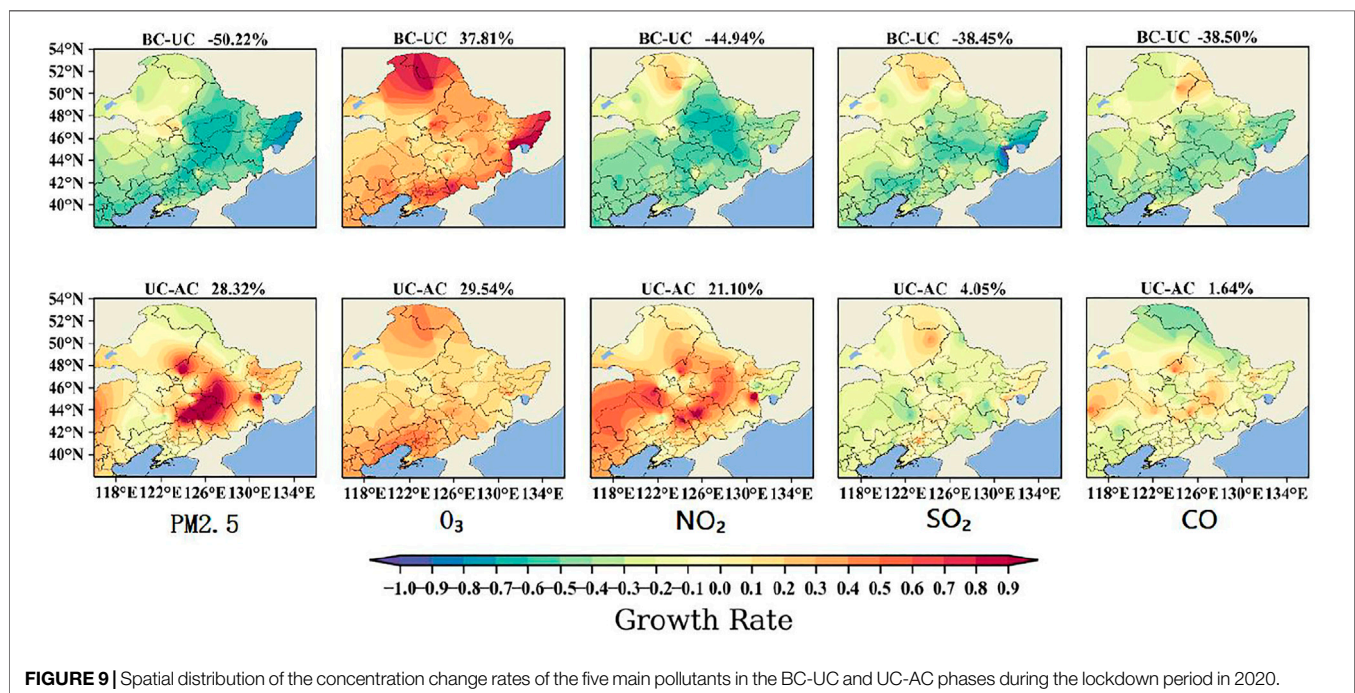 BC-UC -50.22% BC-UC 37.81% BC-UC -44.94% BC-UC -38.45% BC-UC -38.50%
54°N
52°N
50°N
48°N
46°N
44°N
42°N
40°N
UC-AC 28.32% UC-AC 29.54% UC-AC 21.10% UC-AC 4.05% UC-AC 1.64%
54°N
52°N
50°N
48°N
46°N
44°N
42°N
40°N
118°E 122°E 126°E 130°E 134°E 118°E 122°E 126°E 130°E 134°E 118°E 122°E 126°E 130°E 134°E 118°E 122°E 126°E 130°E 134°E 118°E 122°E 126°E 130°E 134°E
PM2.5 O₃ NO₂ SO₂ CO
−1.0−0.9−0.8−0.7−0.6−0.5−0.4−0.3−0.2−0.1 0.0 0.1 0.2 0.3 0.4 0.5 0.6 0.7 0.8 0.9
Growth Rate
FIGURE 9 | Spatial distribution of the concentration change rates of the five main pollutants in the BC-UC and UC-AC phases during the lockdown period in 2020.